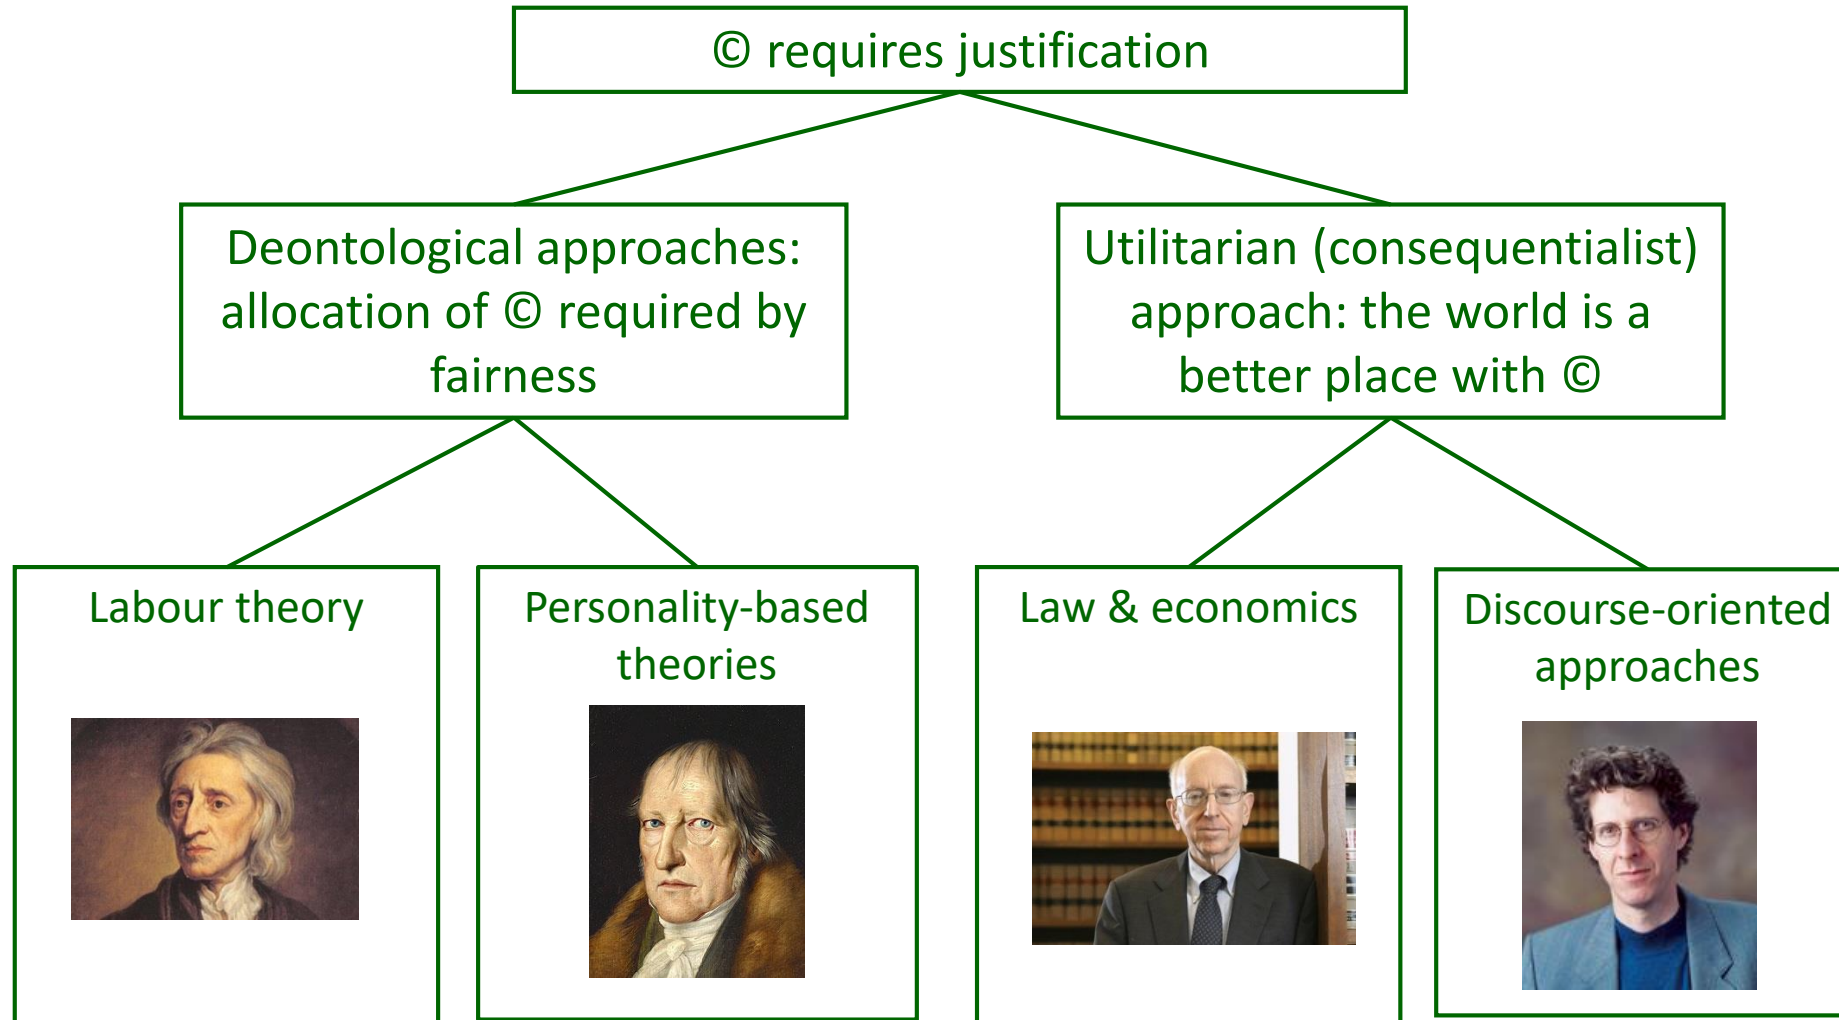 © requires justification
Deontological approaches:
allocation of © required by
fairness
Utilitarian (consequentialist)
approach: the world is a
better place with ©
Labour theory
Personality-based
theories
Law & economics
Discourse-oriented
approaches